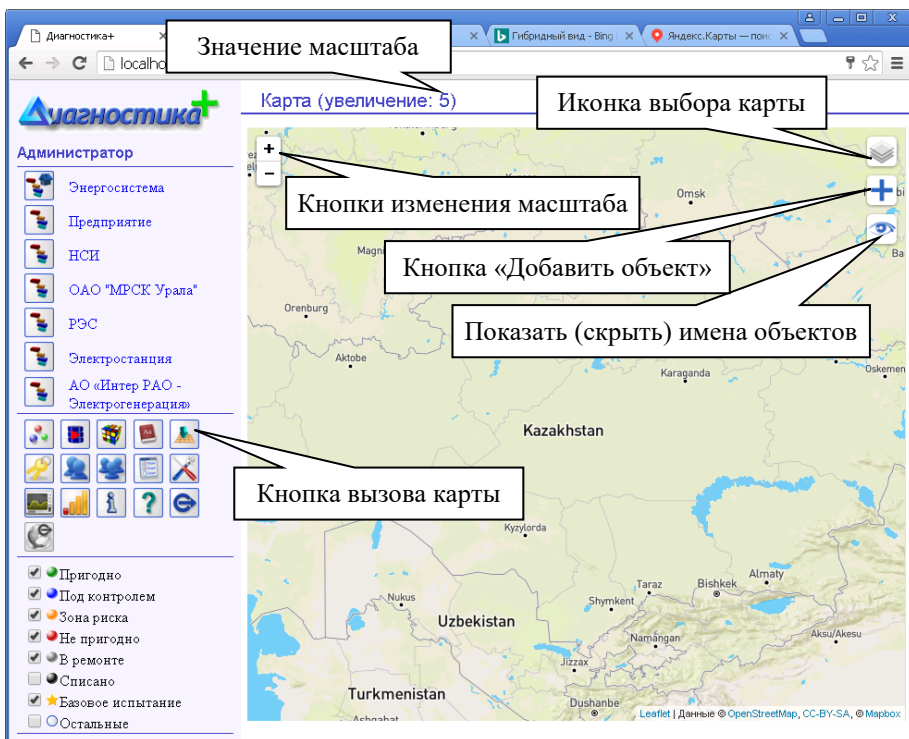 Диагностика+
Гибридный вид - Bing
Яндекс.Карты — пои
localho
Значение масштаба
Диагностика+
Карта (увеличение: 5)
Иконка выбора карты
Администратор
Энергосистема
Предприятие
НСИ
ОАО "МРСК Урала"
РЭС
Электростанция
АО «Интер РАО -
Электрогенерация»
+
−
Кнопки изменения масштаба
Кнопка «Добавить объект»
Показать (скрыть) имена объектов
Кнопка вызова карты
Omsk
Magni
Ba
Orenburg
Aktobe
Karaganda
Oskemen
Kazakhstan
Kyzylorda
Nukus
Taraz
Bishkek
Almaty
Shymkent
Uzbekistan
Namangan
Aksu/Akesu
Jizzax
Turkmenistan
Dushanbe
Ashgabat
Пригодно
Под контролем
Зона риска
Не пригодно
В ремонте
Списано
Базовое испытание
Остальные
Leaflet | Данные © OpenStreetMap, CC-BY-SA, © Mapbox